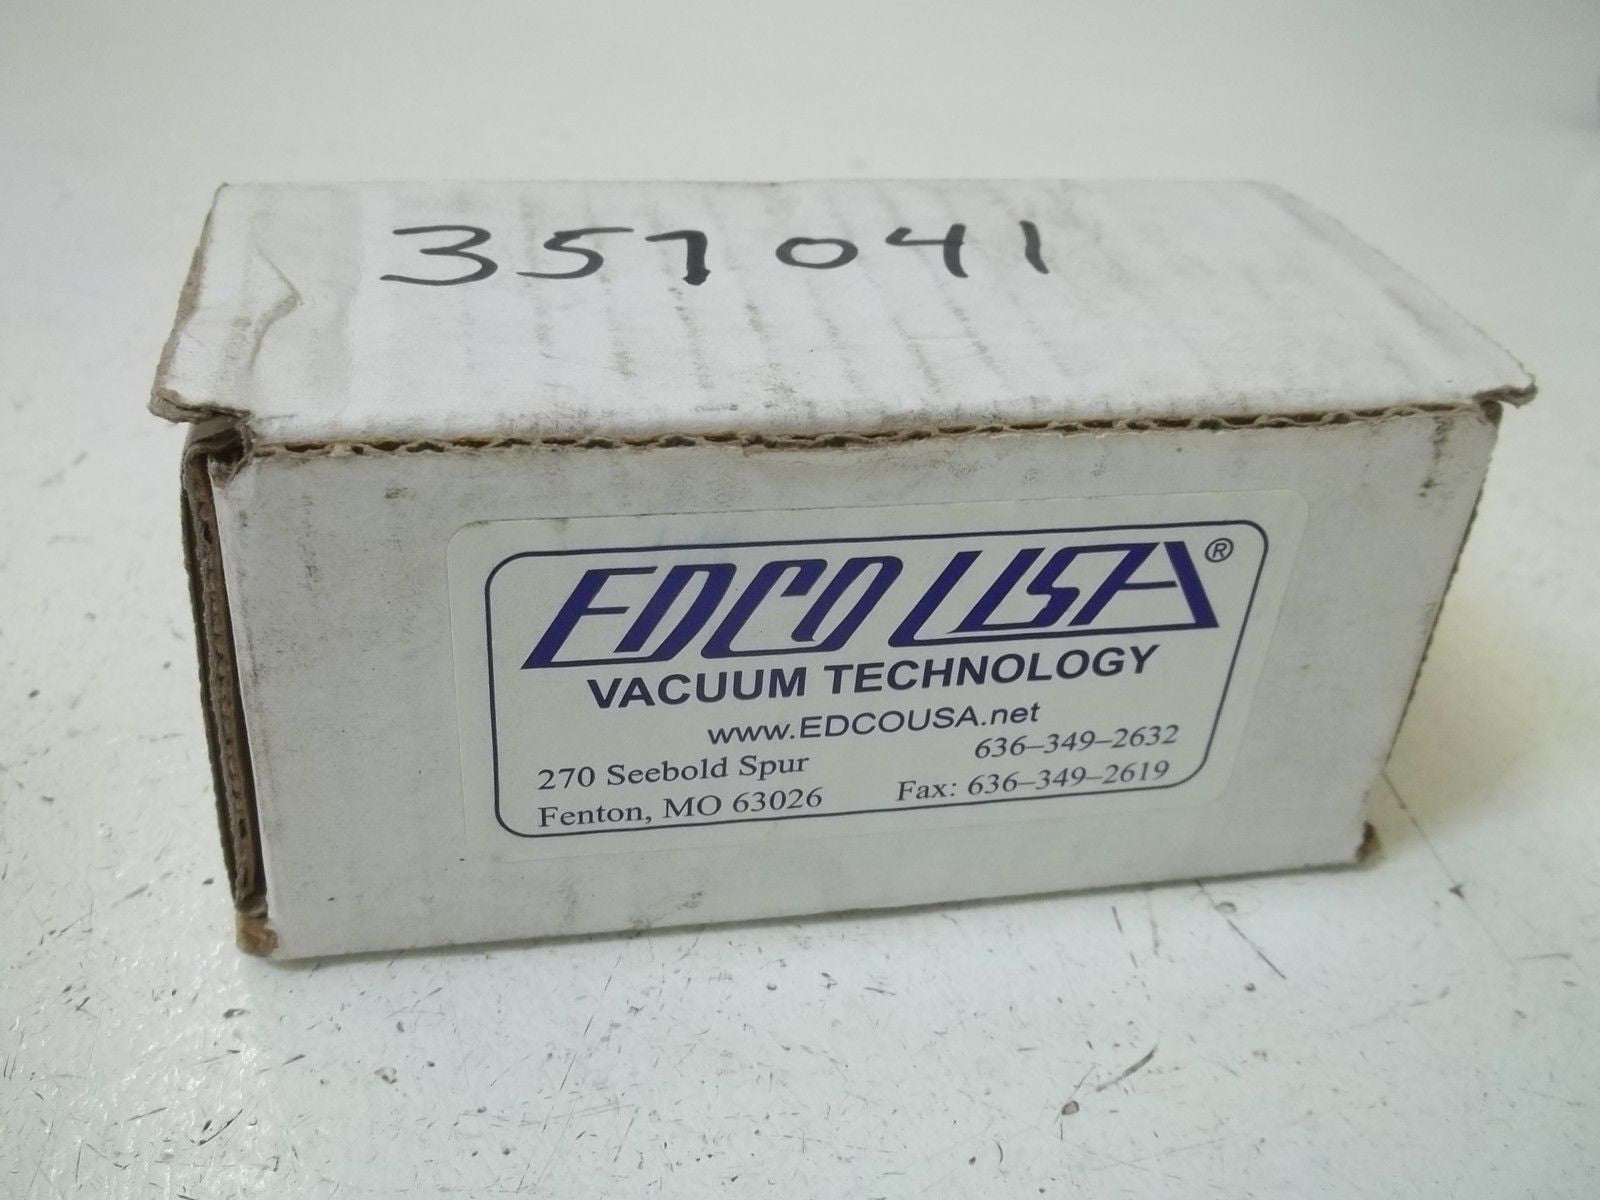 357041
EDCO USA®
VACUUM TECHNOLOGY
www.EDCOUSA.net
636–349–2632
270 Seebold Spur
Fax: 636–349–2619
Fenton, MO 63026